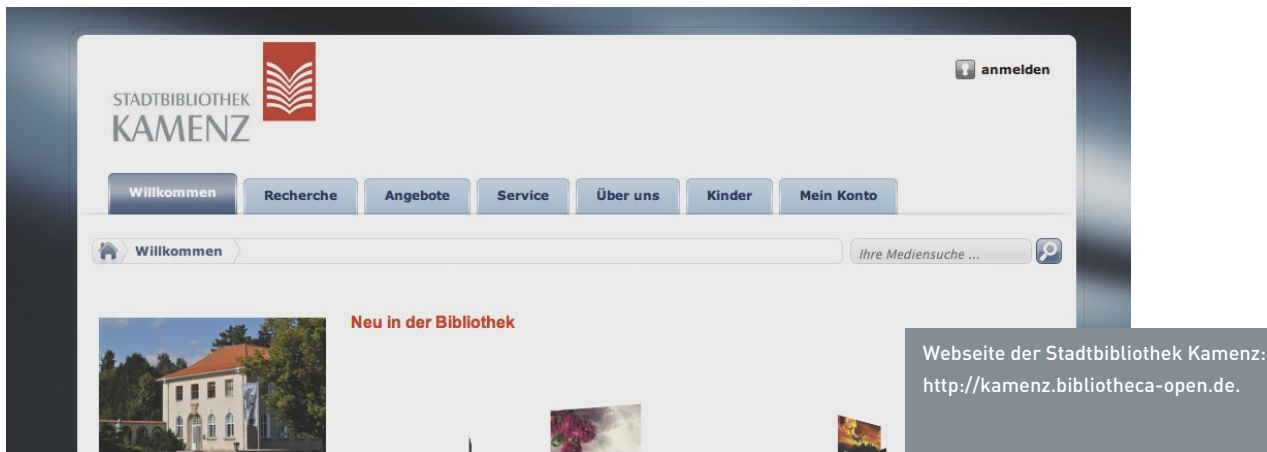 STADTBIBLIOTHEK
KAMENZ
anmelden
Willkommen
Recherche
Angebote
Service
Über uns
Kinder
Mein Konto
Willkommen
Ihre Mediensuche ...
Neu in der Bibliothek
Webseite der Stadtbibliothek Kamenz:
http://kamenz.bibliotheca-open.de.